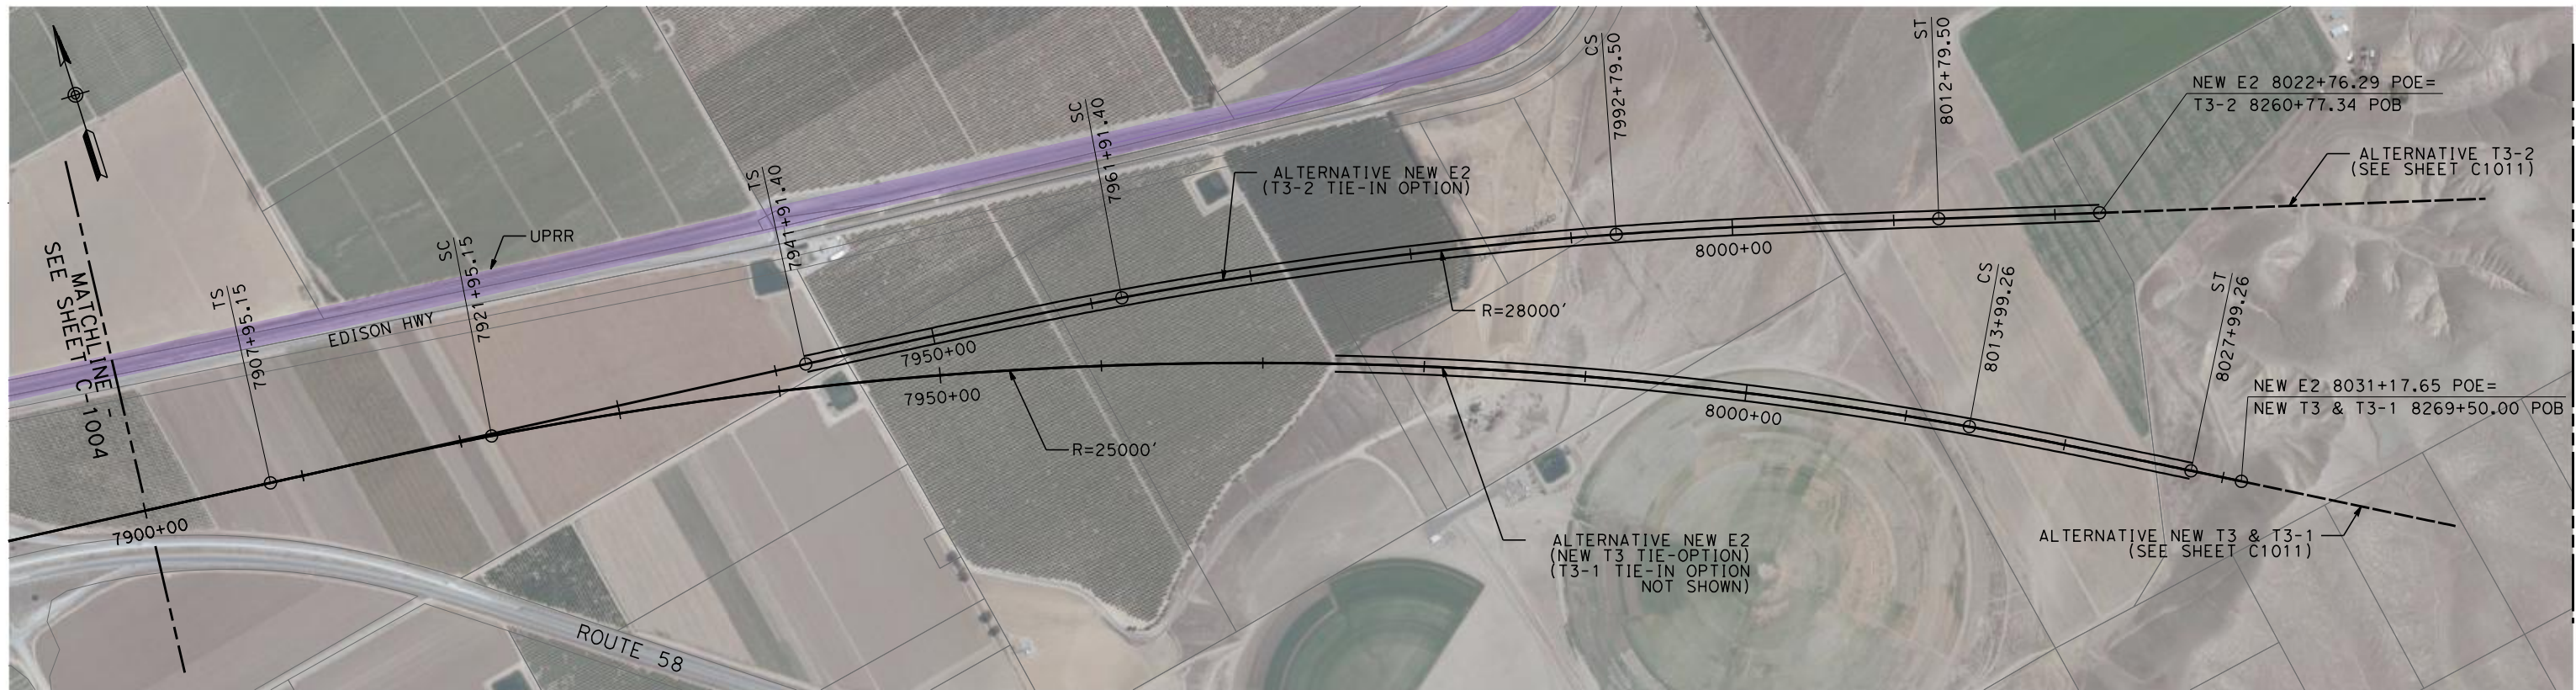 MATCHLINE
SEE SHEET C-1004
7900+00
TS
7907+95.15
EDISON HWY
SC
7921+95.15
UPRR
ROUTE 58
TS
7941+91.40
7950+00
7950+00
R=25000'
SC
7961+91.40
ALTERNATIVE NEW E2
(T3-2 TIE-IN OPTION)
R=28000'
ALTERNATIVE NEW E2
(NEW T3 TIE-OPTION)
(T3-1 TIE-IN OPTION
NOT SHOWN)
CS
7992+79.50
8000+00
8000+00
ST
8012+79.50
CS
8013+99.26
NEW E2 8022+76.29 POE=
T3-2 8260+77.34 POB
ALTERNATIVE T3-2
(SEE SHEET C1011)
ST
8027+99.26
NEW E2 8031+17.65 POE=
NEW T3 & T3-1 8269+50.00 POB
ALTERNATIVE NEW T3 & T3-1
(SEE SHEET C1011)